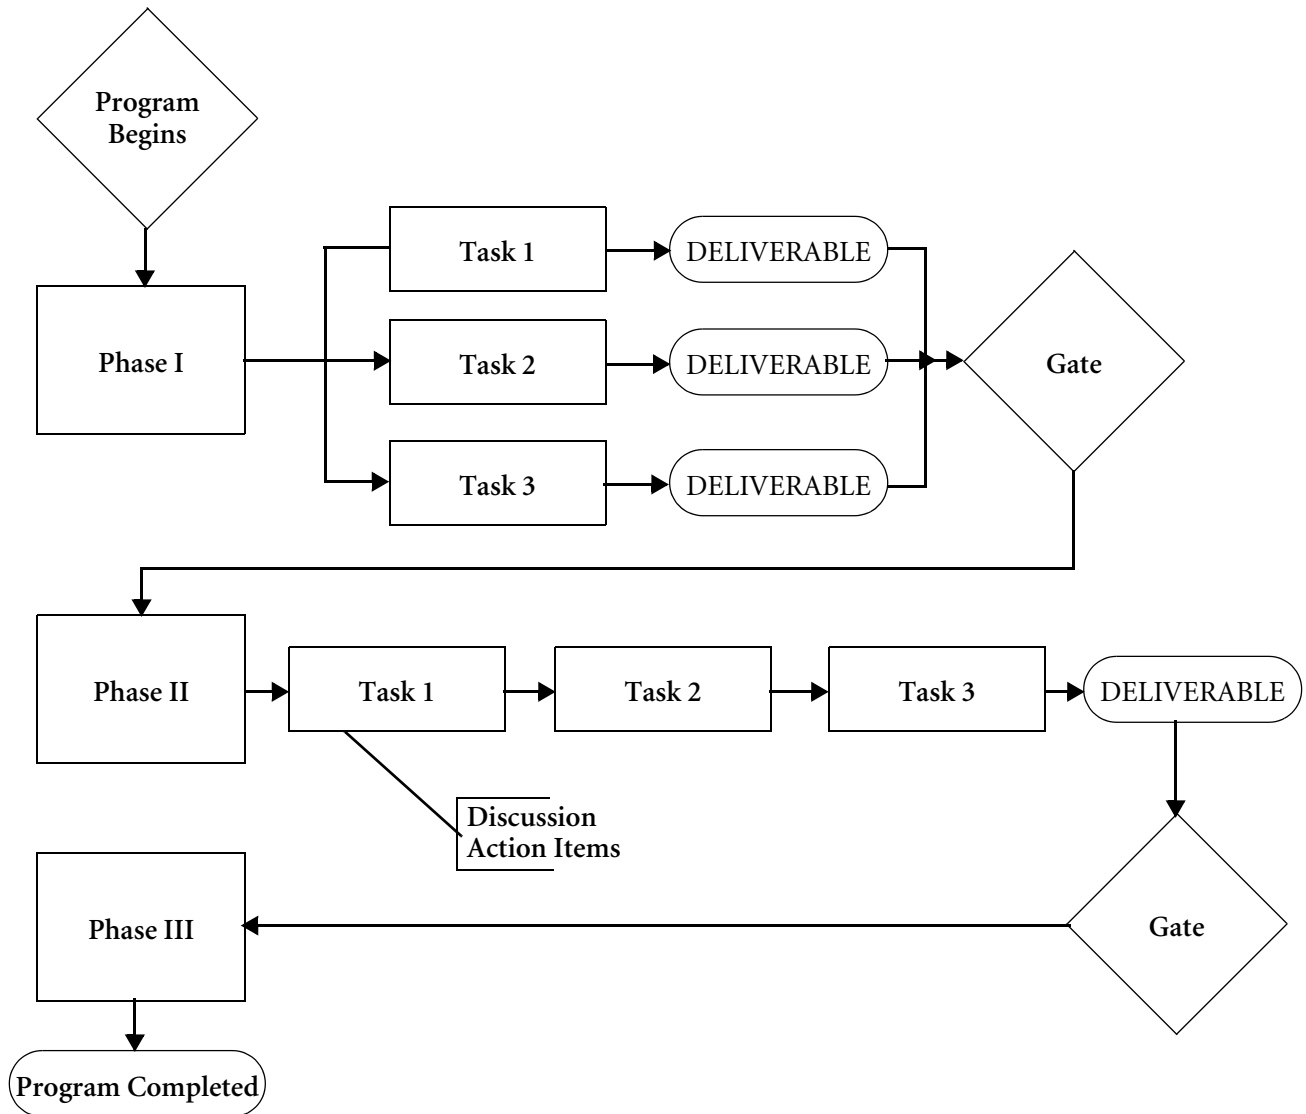 Program
Begins
Task 1
DELIVERABLE
Phase I
Task 2
DELIVERABLE
Gate
Task 3
DELIVERABLE
Phase II
Task 1
Task 2
Task 3
DELIVERABLE
Discussion
Action Items
Phase III
Gate
Program Completed